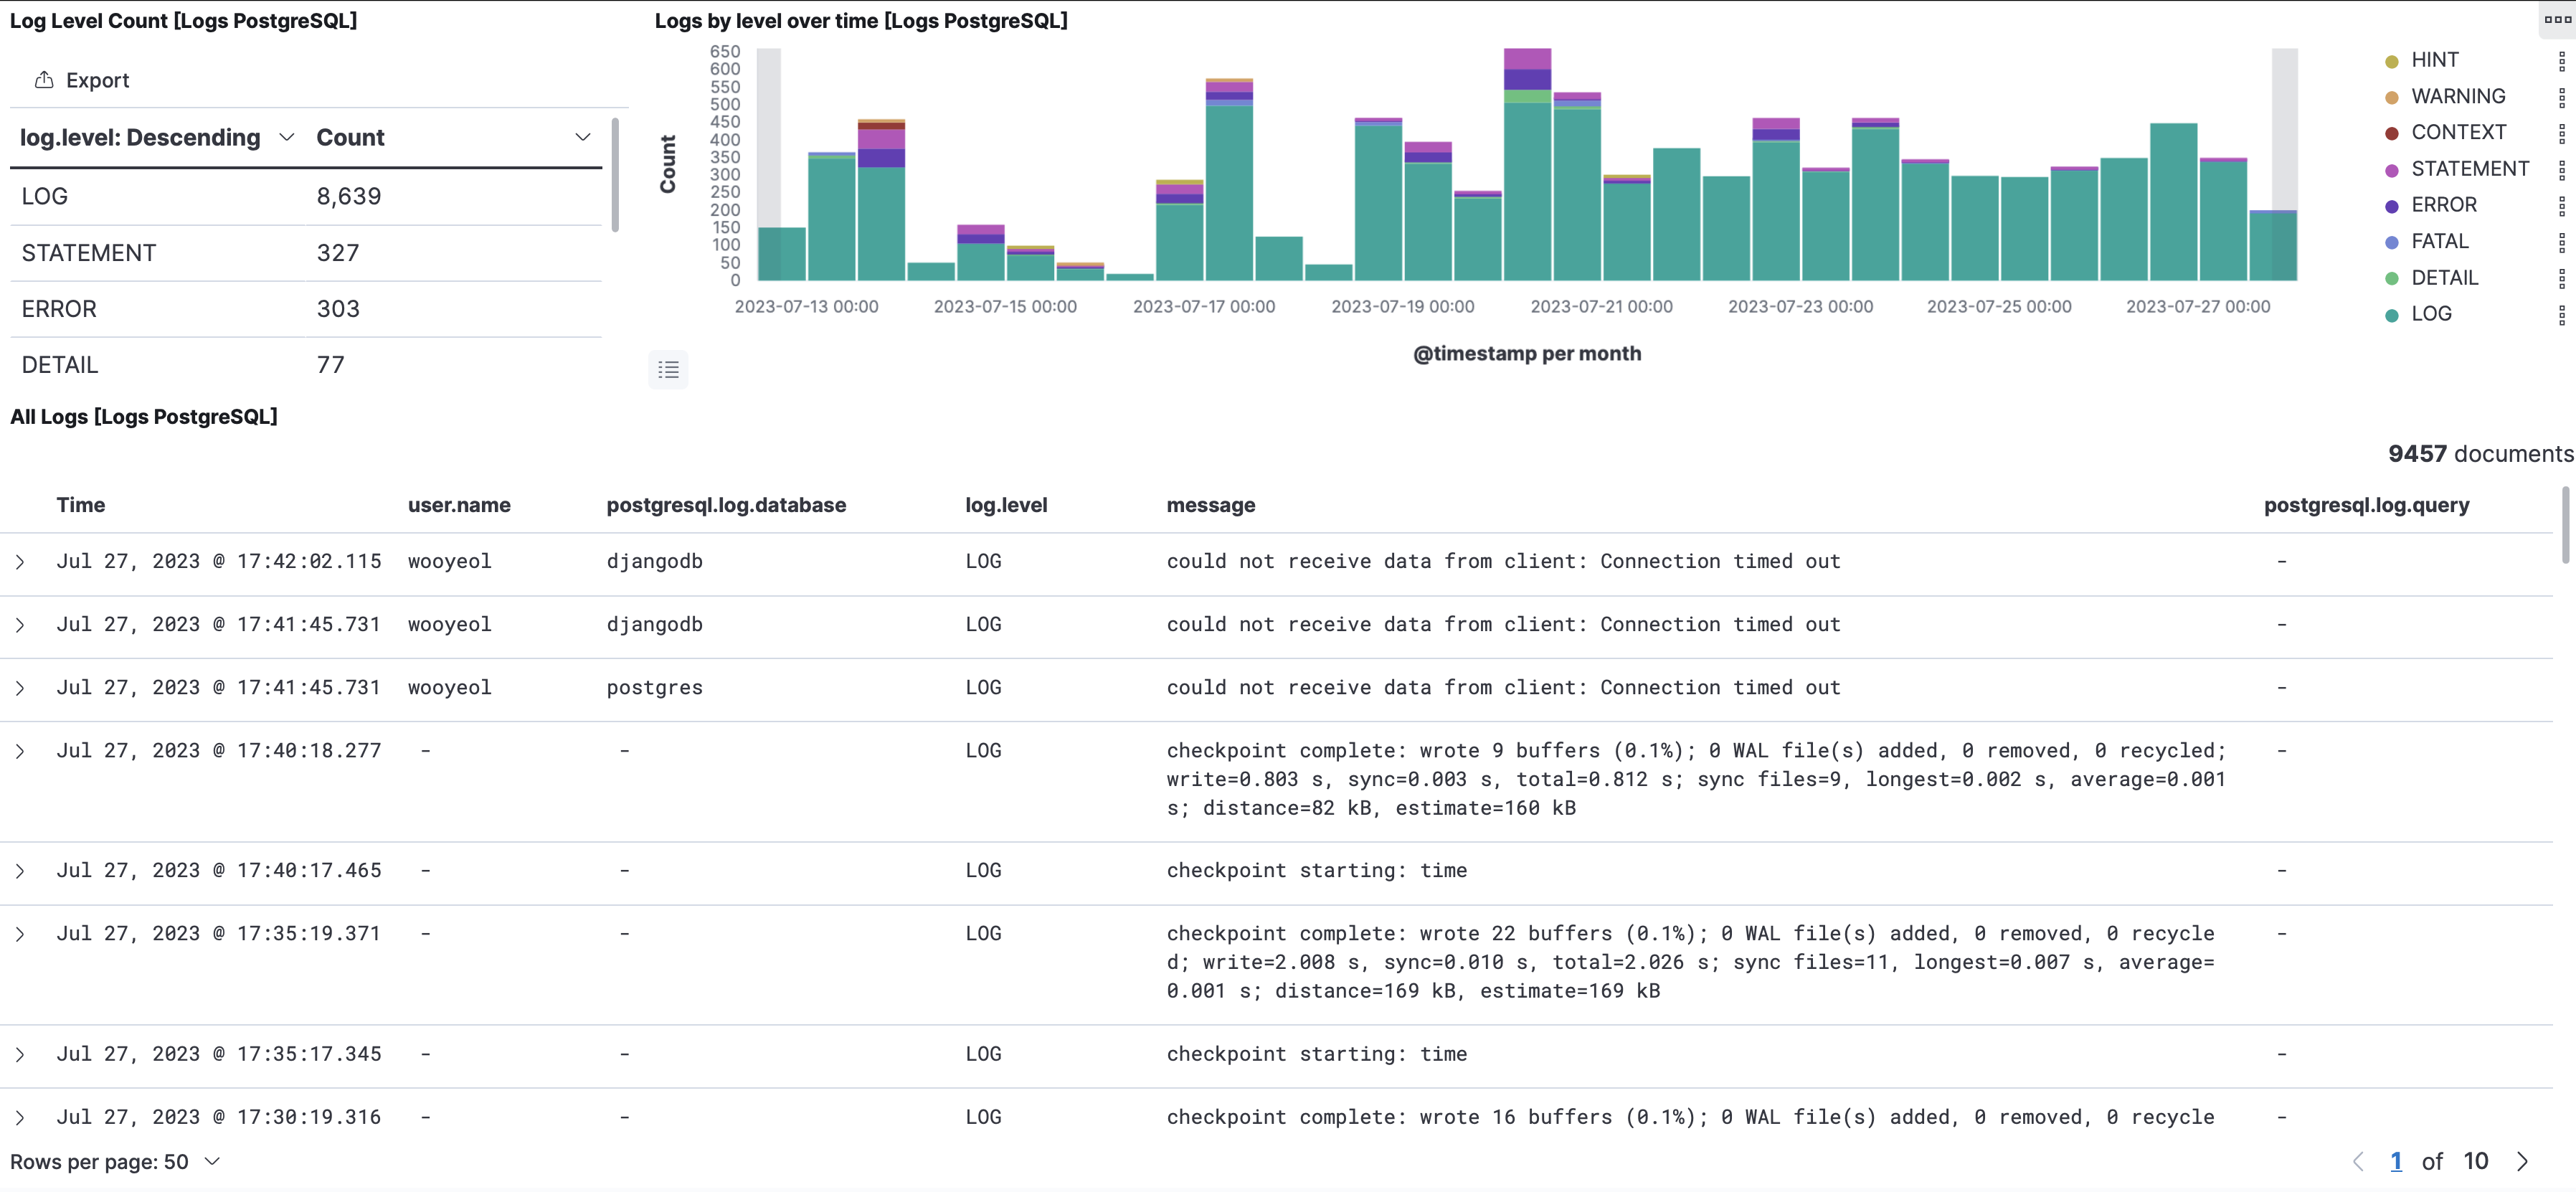 Log Level Count [Logs PostgreSQL]
Export
log.level: Descending Count
LOG 8,639
STATEMENT 327
ERROR 303
DETAIL 77
Logs by level over time [Logs PostgreSQL]
650
600
550
500
450
400
350
300
250
200
150
100
50
0
Count
2023-07-13 00:00 2023-07-15 00:00 2023-07-17 00:00 2023-07-19 00:00 2023-07-21 00:00 2023-07-23 00:00 2023-07-25 00:00 2023-07-27 00:00
@timestamp per month
HINT
WARNING
CONTEXT
STATEMENT
ERROR
FATAL
DETAIL
LOG
All Logs [Logs PostgreSQL]
9457 documents
Time user.name postgresql.log.database log.level message postgresql.log.query
Jul 27, 2023 @ 17:42:02.115 wooyeol djangodb LOG could not receive data from client: Connection timed out -
Jul 27, 2023 @ 17:41:45.731 wooyeol djangodb LOG could not receive data from client: Connection timed out -
Jul 27, 2023 @ 17:41:45.731 wooyeol postgres LOG could not receive data from client: Connection timed out -
Jul 27, 2023 @ 17:40:18.277 - - LOG checkpoint complete: wrote 9 buffers (0.1%); 0 WAL file(s) added, 0 removed, 0 recycled; -
write=0.803 s, sync=0.003 s, total=0.812 s; sync files=9, longest=0.002 s, average=0.001
s; distance=82 kB, estimate=160 kB
Jul 27, 2023 @ 17:40:17.465 - - LOG checkpoint starting: time -
Jul 27, 2023 @ 17:35:19.371 - - LOG checkpoint complete: wrote 22 buffers (0.1%); 0 WAL file(s) added, 0 removed, 0 recycle -
d; write=2.008 s, sync=0.010 s, total=2.026 s; sync files=11, longest=0.007 s, average=
0.001 s; distance=169 kB, estimate=169 kB
Jul 27, 2023 @ 17:35:17.345 - - LOG checkpoint starting: time -
Jul 27, 2023 @ 17:30:19.316 - - LOG checkpoint complete: wrote 16 buffers (0.1%); 0 WAL file(s) added, 0 removed, 0 recycle -
Rows per page: 50
1 of 10